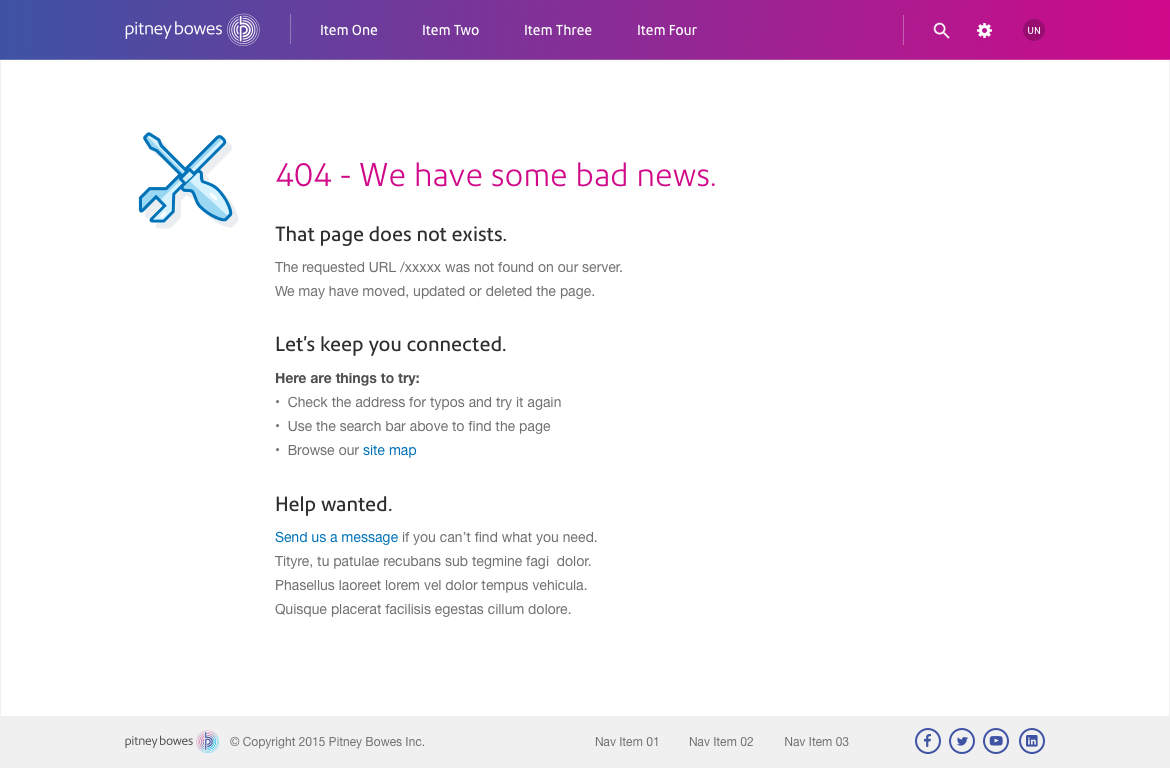 pitney bowes Item One Item Two Item Three Item Four UN
404 - We have some bad news.
That page does not exists.
The requested URL /xxxxx was not found on our server.
We may have moved, updated or deleted the page.
Let's keep you connected.
Here are things to try:
• Check the address for typos and try it again
• Use the search bar above to find the page
• Browse our site map
Help wanted.
Send us a message if you can't find what you need.
Tityre, tu patulae recubans sub tegmine fagi  dolor.
Phasellus laoreet lorem vel dolor tempus vehicula.
Quisque placerat facilisis egestas cillum dolore.
pitney bowes © Copyright 2015 Pitney Bowes Inc. Nav Item 01 Nav Item 02 Nav Item 03